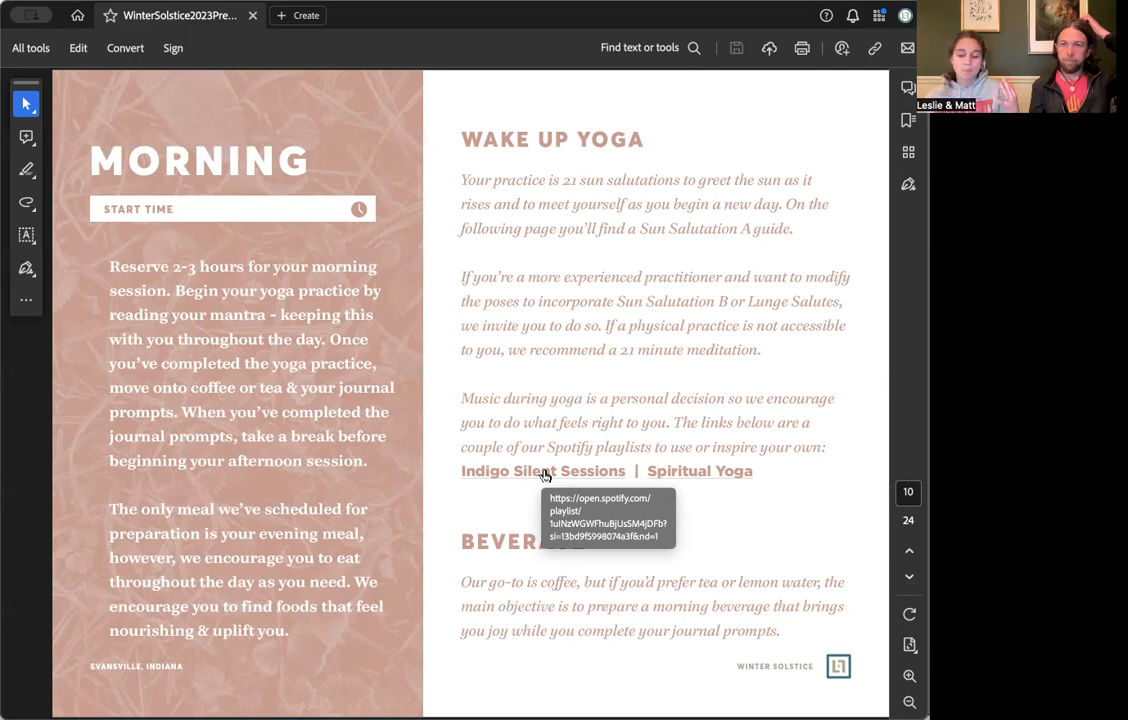 WinterSolstice2023Pre...
Create
All tools
Edit
Convert
Sign
Find text or tools
Leslie & Matt
MORNING
START TIME
Reserve 2-3 hours for your morning
session. Begin your yoga practice by
reading your mantra - keeping this
with you throughout the day. Once
you've completed the yoga practice,
move onto coffee or tea & your journal
prompts. When you've completed the
journal prompts, take a break before
beginning your afternoon session.
The only meal we've scheduled for
preparation is your evening meal,
however, we encourage you to eat
throughout the day as you need. We
encourage you to find foods that feel
nourishing & uplift you.
EVANSVILLE, INDIANA
WAKE UP YOGA
Your practice is 21 sun salutations to greet the sun as it
rises and to meet yourself as you begin a new day. On the
following page you'll find a Sun Salutation A guide.
If you're a more experienced practitioner and want to modify
the poses to incorporate Sun Salutation B or Lunge Salutes,
we invite you to do so. If a physical practice is not accessible
to you, we recommend a 21 minute meditation.
Music during yoga is a personal decision so we encourage
you to do what feels right to you. The links below are a
couple of our Spotify playlists to use or inspire your own:
Indigo Silent Sessions | Spiritual Yoga
https://open.spotify.com/
playlist/
1uINzWGWFhuBjUsSM4jDFb?
si=13bd9f5998074a3f&nd=1
Our go-to is coffee, but if you'd prefer tea or lemon water, the
main objective is to prepare a morning beverage that brings
you joy while you complete your journal prompts.
WINTER SOLSTICE
10
24